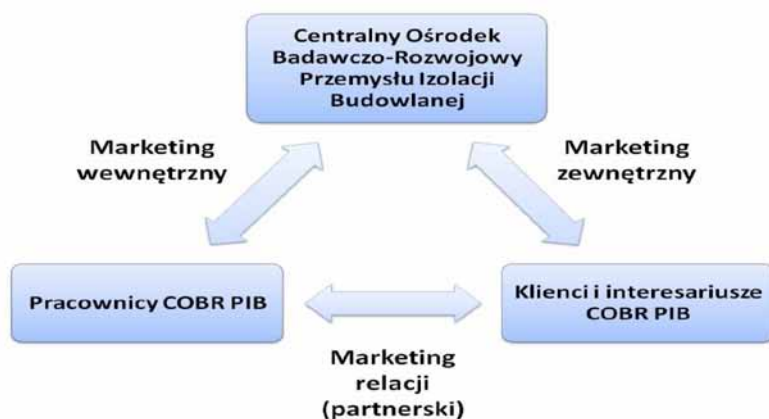 Centralny Ośrodek
Badawczo-Rozwojowy
Przemysłu Izolacji
Budowlanej
Marketing
wewnętrzny
Marketing
zewnętrzny
Pracownicy COBR PIB
Klienci i interesariusze
COBR PIB
Marketing
relacji
(partnerski)